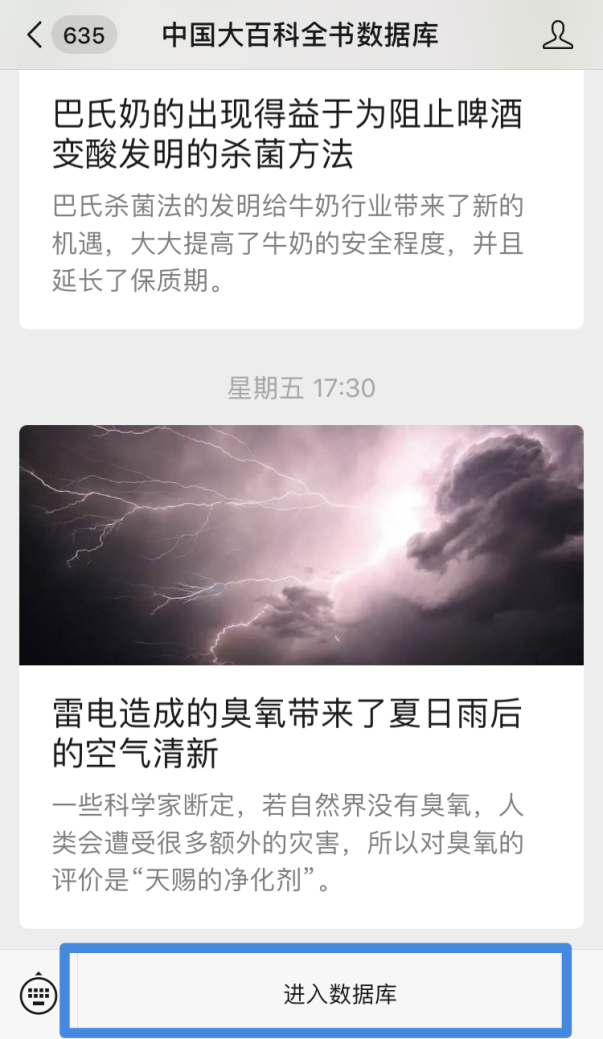 635
中国大百科全书数据库
巴氏奶的出现得益于为阻止啤酒
变酸发明的杀菌方法
巴氏杀菌法的发明给牛奶行业带来了新的
机遇，大大提高了牛奶的安全程度，并且
延长了保质期。
星期五 17:30
雷电造成的臭氧带来了夏日雨后
的空气清新
一些科学家断定，若自然界没有臭氧，人
类会遭受很多额外的灾害，所以对臭氧的
评价是“天赐的净化剂”。
进入数据库